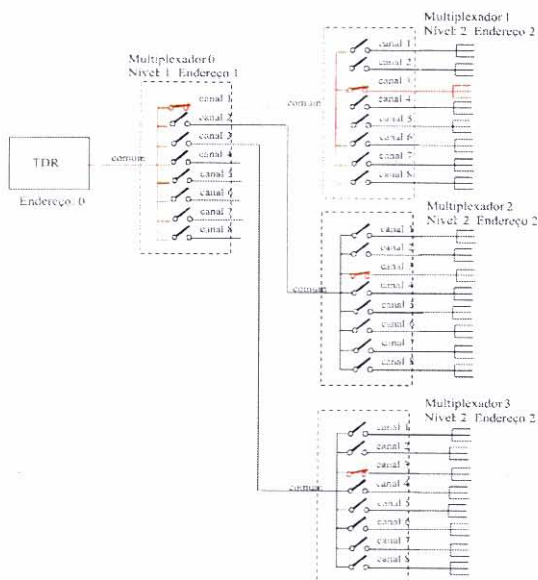 Multiplexador 0
Nível: 1 Endereço 1
canal 1
canal 2
canal 3
canal 4
canal 5
canal 6
canal 7
canal 8
TDR
Endereço: 0
comum
Multiplexador 1
Nível: 2 Endereço 2
canal 1
canal 2
canal 3
canal 4
canal 5
canal 6
canal 7
canal 8
comum
Multiplexador 2
Nível: 2 Endereço 2
canal 1
canal 2
canal
canal 4
canal 5
canal 6
canal 7
canal 8
comum
Multiplexador 3
Nível: 2 Endereço 2
canal 1
canal 2
canal 3
canal 4
canal 5
canal 6
canal 7
canal 8
comum